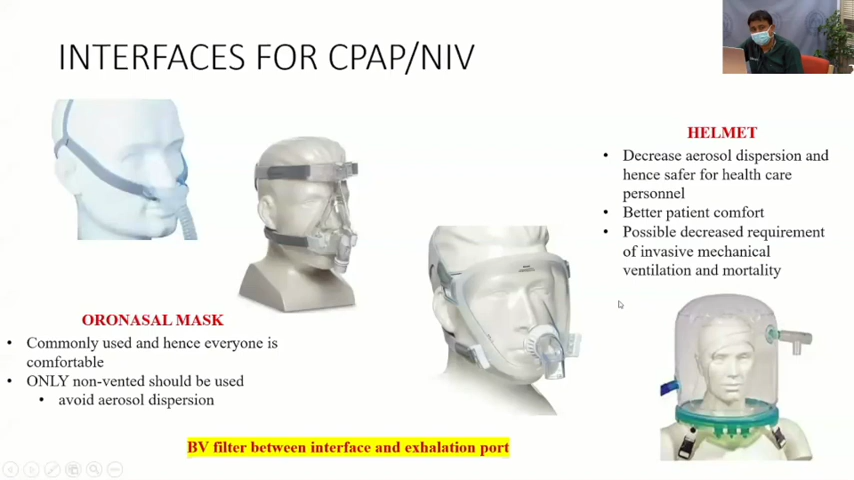 INTERFACES FOR CPAP/NIV
HELMET
• Decrease aerosol dispersion and
hence safer for health care
personnel
• Better patient comfort
• Possible decreased requirement
of invasive mechanical
ventilation and mortality
ORONASAL MASK
• Commonly used and hence everyone is
comfortable
• ONLY non-vented should be used
• avoid aerosol dispersion
BV filter between interface and exhalation port